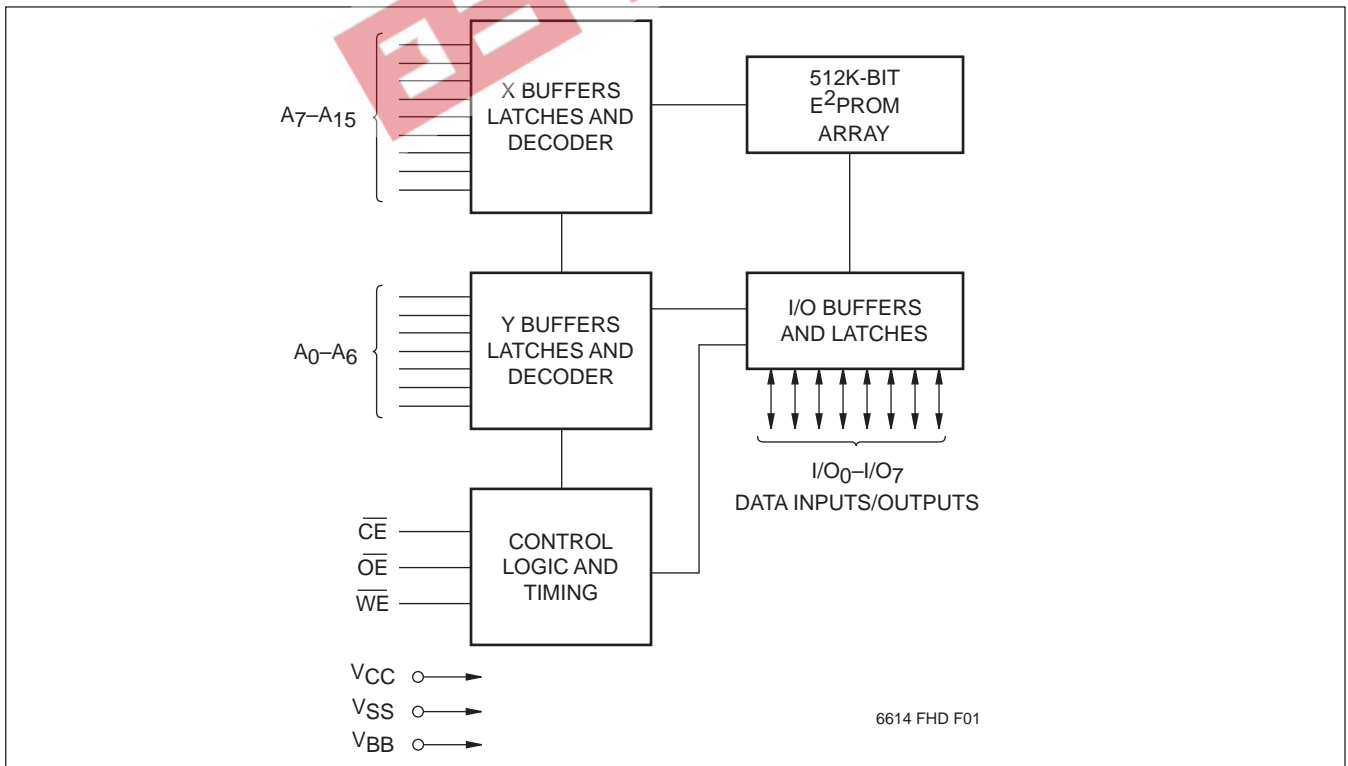 A7–A15
X BUFFERS
LATCHES AND
DECODER
512K-BIT
E2PROM
ARRAY
A0–A6
Y BUFFERS
LATCHES AND
DECODER
I/O BUFFERS
AND LATCHES
I/O0–I/O7
DATA INPUTS/OUTPUTS
CE
OE
WE
CONTROL
LOGIC AND
TIMING
VCC
VSS
VBB
6614 FHD F01